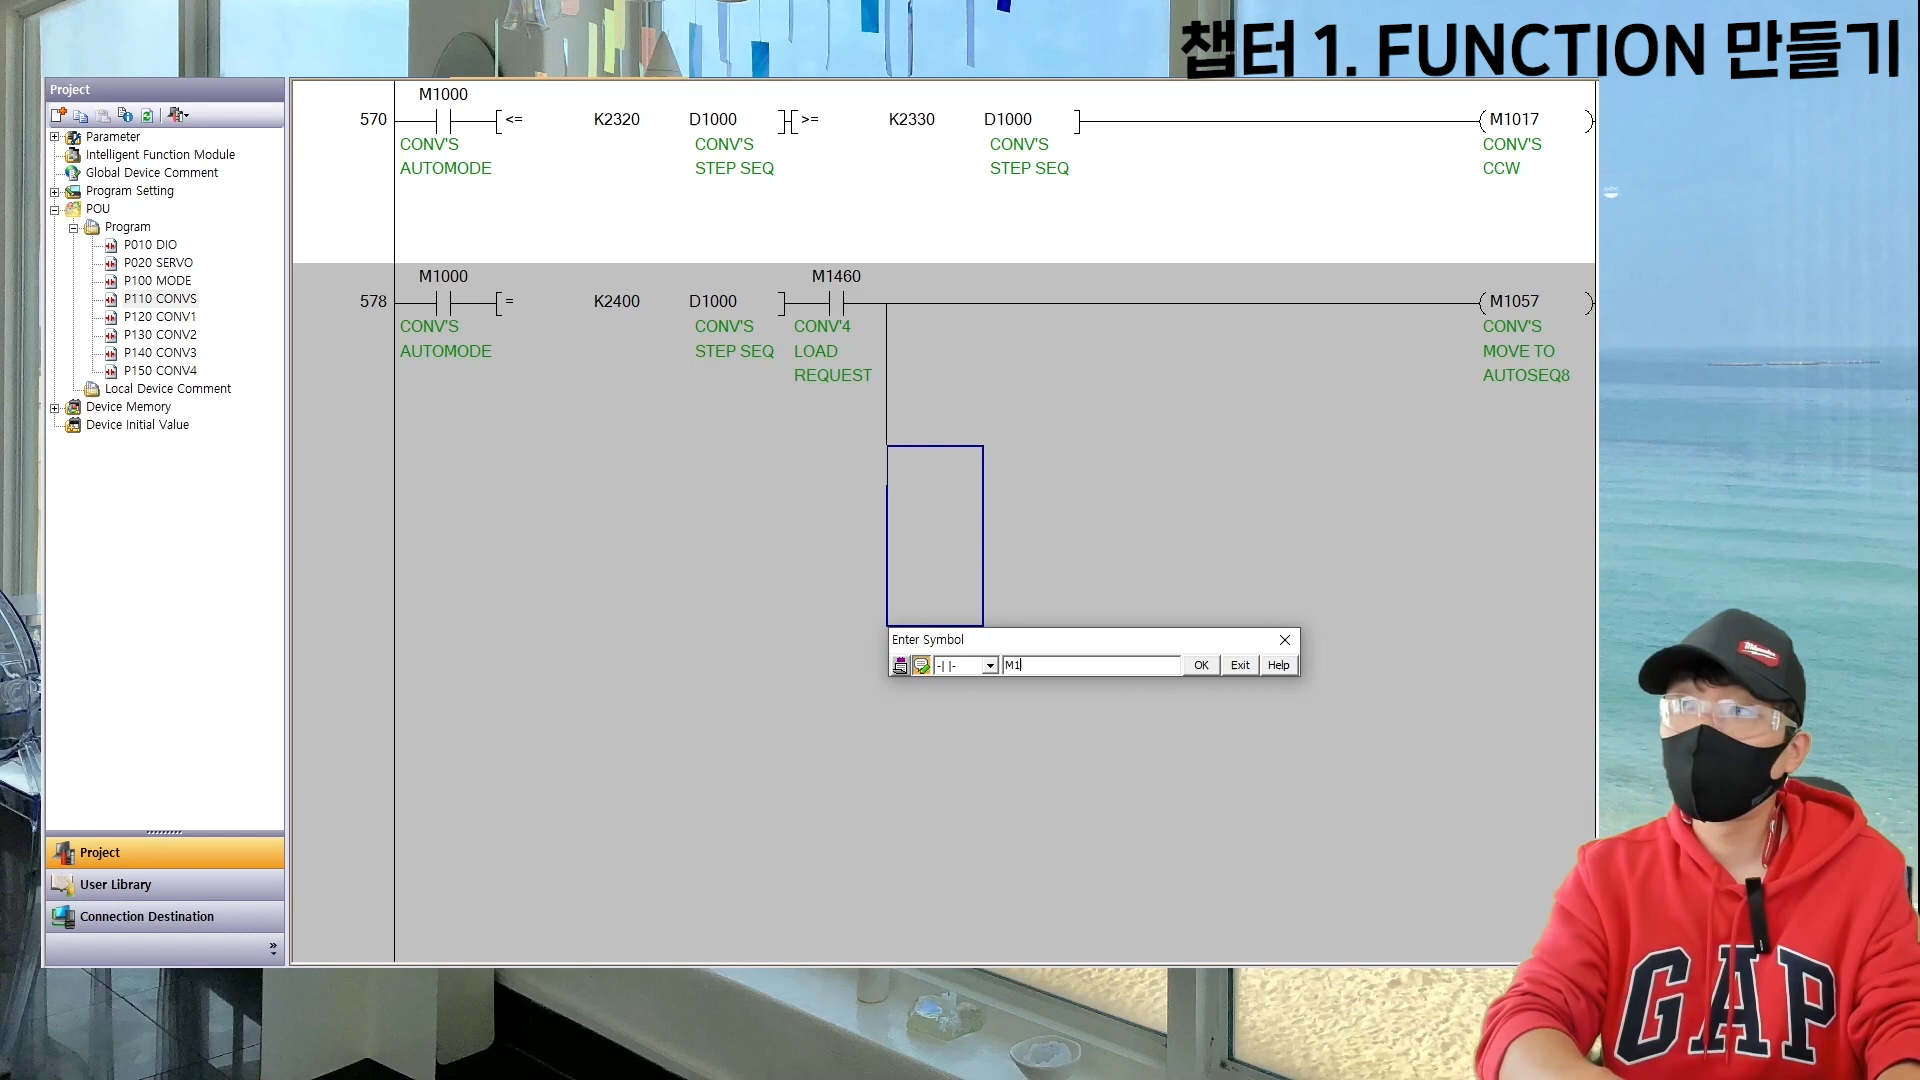 챕터 1. FUNCTION 만들기
Project
Parameter
Intelligent Function Module
Global Device Comment
Program Setting
POU
Program
P010 DIO
P020 SERVO
P100 MODE
P110 CONVS
P120 CONV1
P130 CONV2
P140 CONV3
P150 CONV4
Local Device Comment
Device Memory
Device Initial Value
Project
User Library
Connection Destination
M1000
570 <= K2320 D1000 >= K2330 D1000 M1017
CONV'S CONV'S CONV'S CONV'S
AUTOMODE STEP SEQ STEP SEQ CCW
M1000 M1460
578 = K2400 D1000 M1057
CONV'S CONV'S CONV'4 CONV'S
AUTOMODE STEP SEQ LOAD MOVE TO
REQUEST AUTOSEQ8
Enter Symbol
-| |- M1 OK Exit Help
Milwaukee
GAP